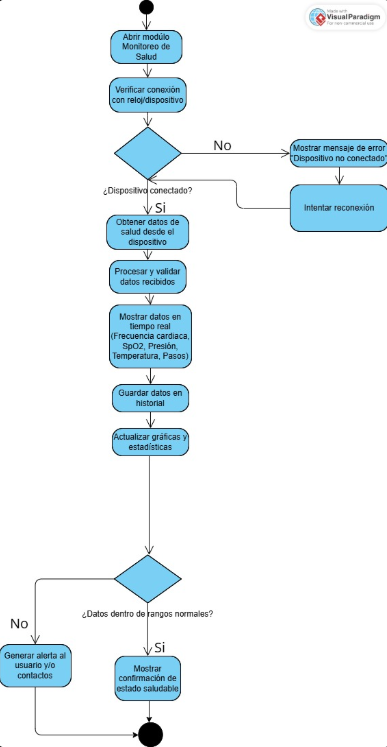 Made with
Visual Paradigm
For non-commercial use
Abrir modúlo
Monitoreo de
Salud
Verificar conexión
con reloj/dispositivo
No
Mostrar mensaje de error
"Dispositivo no conectado"
¿Dispositivo conectado?
Si
Intentar reconexión
Obtener datos de
salud desde el
dispositivo
Procesar y validar
datos recibidos
Mostrar datos en
tiempo real
(Frecuencia cardiaca,
SpO2, Presión,
Temperatura, Pasos)
Guardar datos en
historial
Actualizar gráficas y
estadísticas
¿Datos dentro de rangos normales?
No
Si
Generar alerta al
usuario y/o
contactos
Mostrar
confirmación de
estado saludable